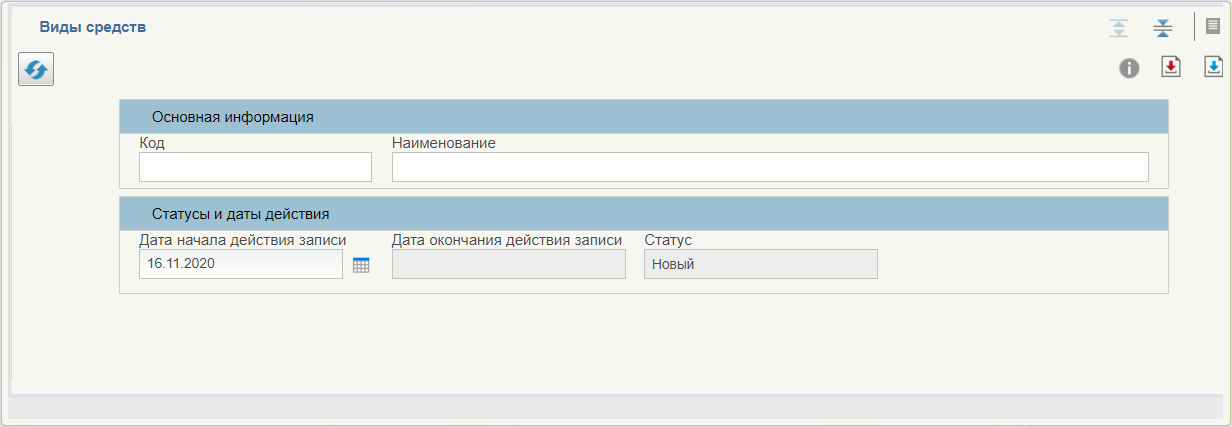 Виды средств
Основная информация
Код Наименование
Статусы и даты действия
Дата начала действия записи Дата окончания действия записи Статус
16.11.2020 Новый